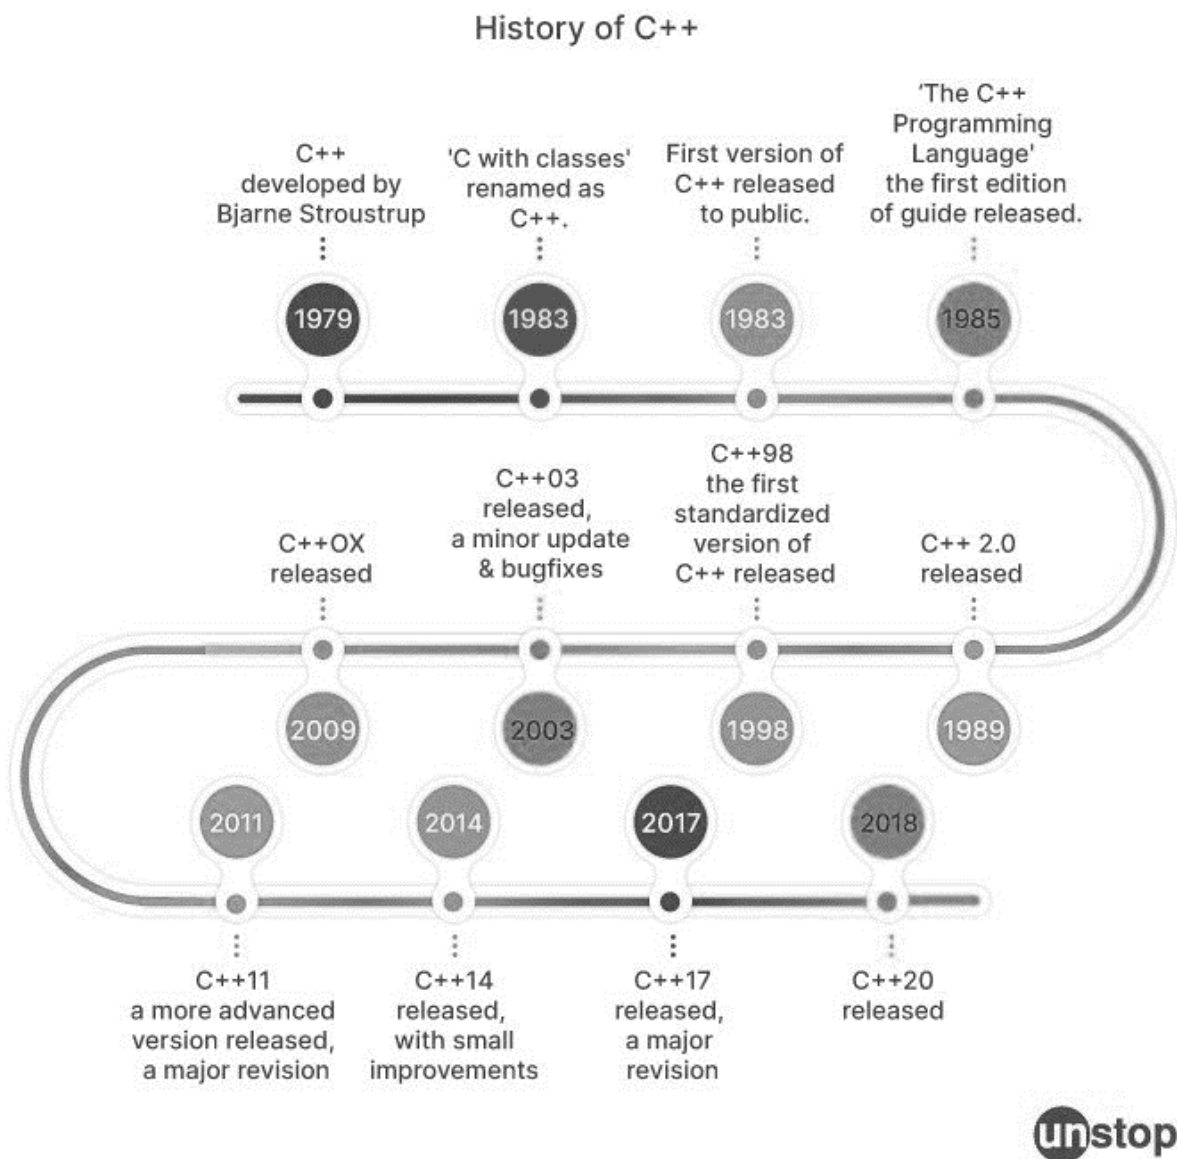 History of C++
C++
developed by
Bjarne Stroustrup
'C with classes'
renamed as
C++.
First version of
C++ released
to public.
'The C++
Programming
Language'
the first edition
of guide released.
1979
1983
1983
1985
C++OX
released
C++03
released,
a minor update
& bugfixes
C++98
the first
standardized
version of
C++ released
C++ 2.0
released
2009
2003
1998
1989
2011
2014
2017
2018
C++11
a more advanced
version released,
a major revision
C++14
released,
with small
improvements
C++17
released,
a major
revision
C++20
released
unstop